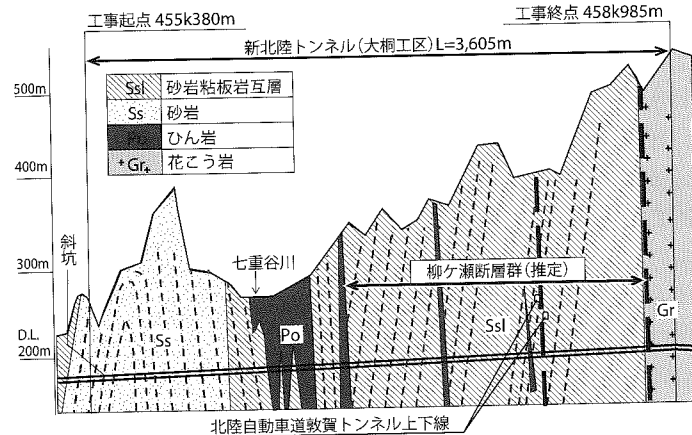 工事起点 455k380m
工事終点 458k985m
新北陸トンネル(大桐工区)L=3,605m
Ssl 砂岩粘板岩互層
Ss 砂岩
Po ひん岩
Gr 花こう岩
500m
400m
300m
D.L.
200m
斜坑
七重谷川
柳ケ瀬断層群(推定)
Ss
Po
Ssl
Gr
北陸自動車道敦賀トンネル上下線